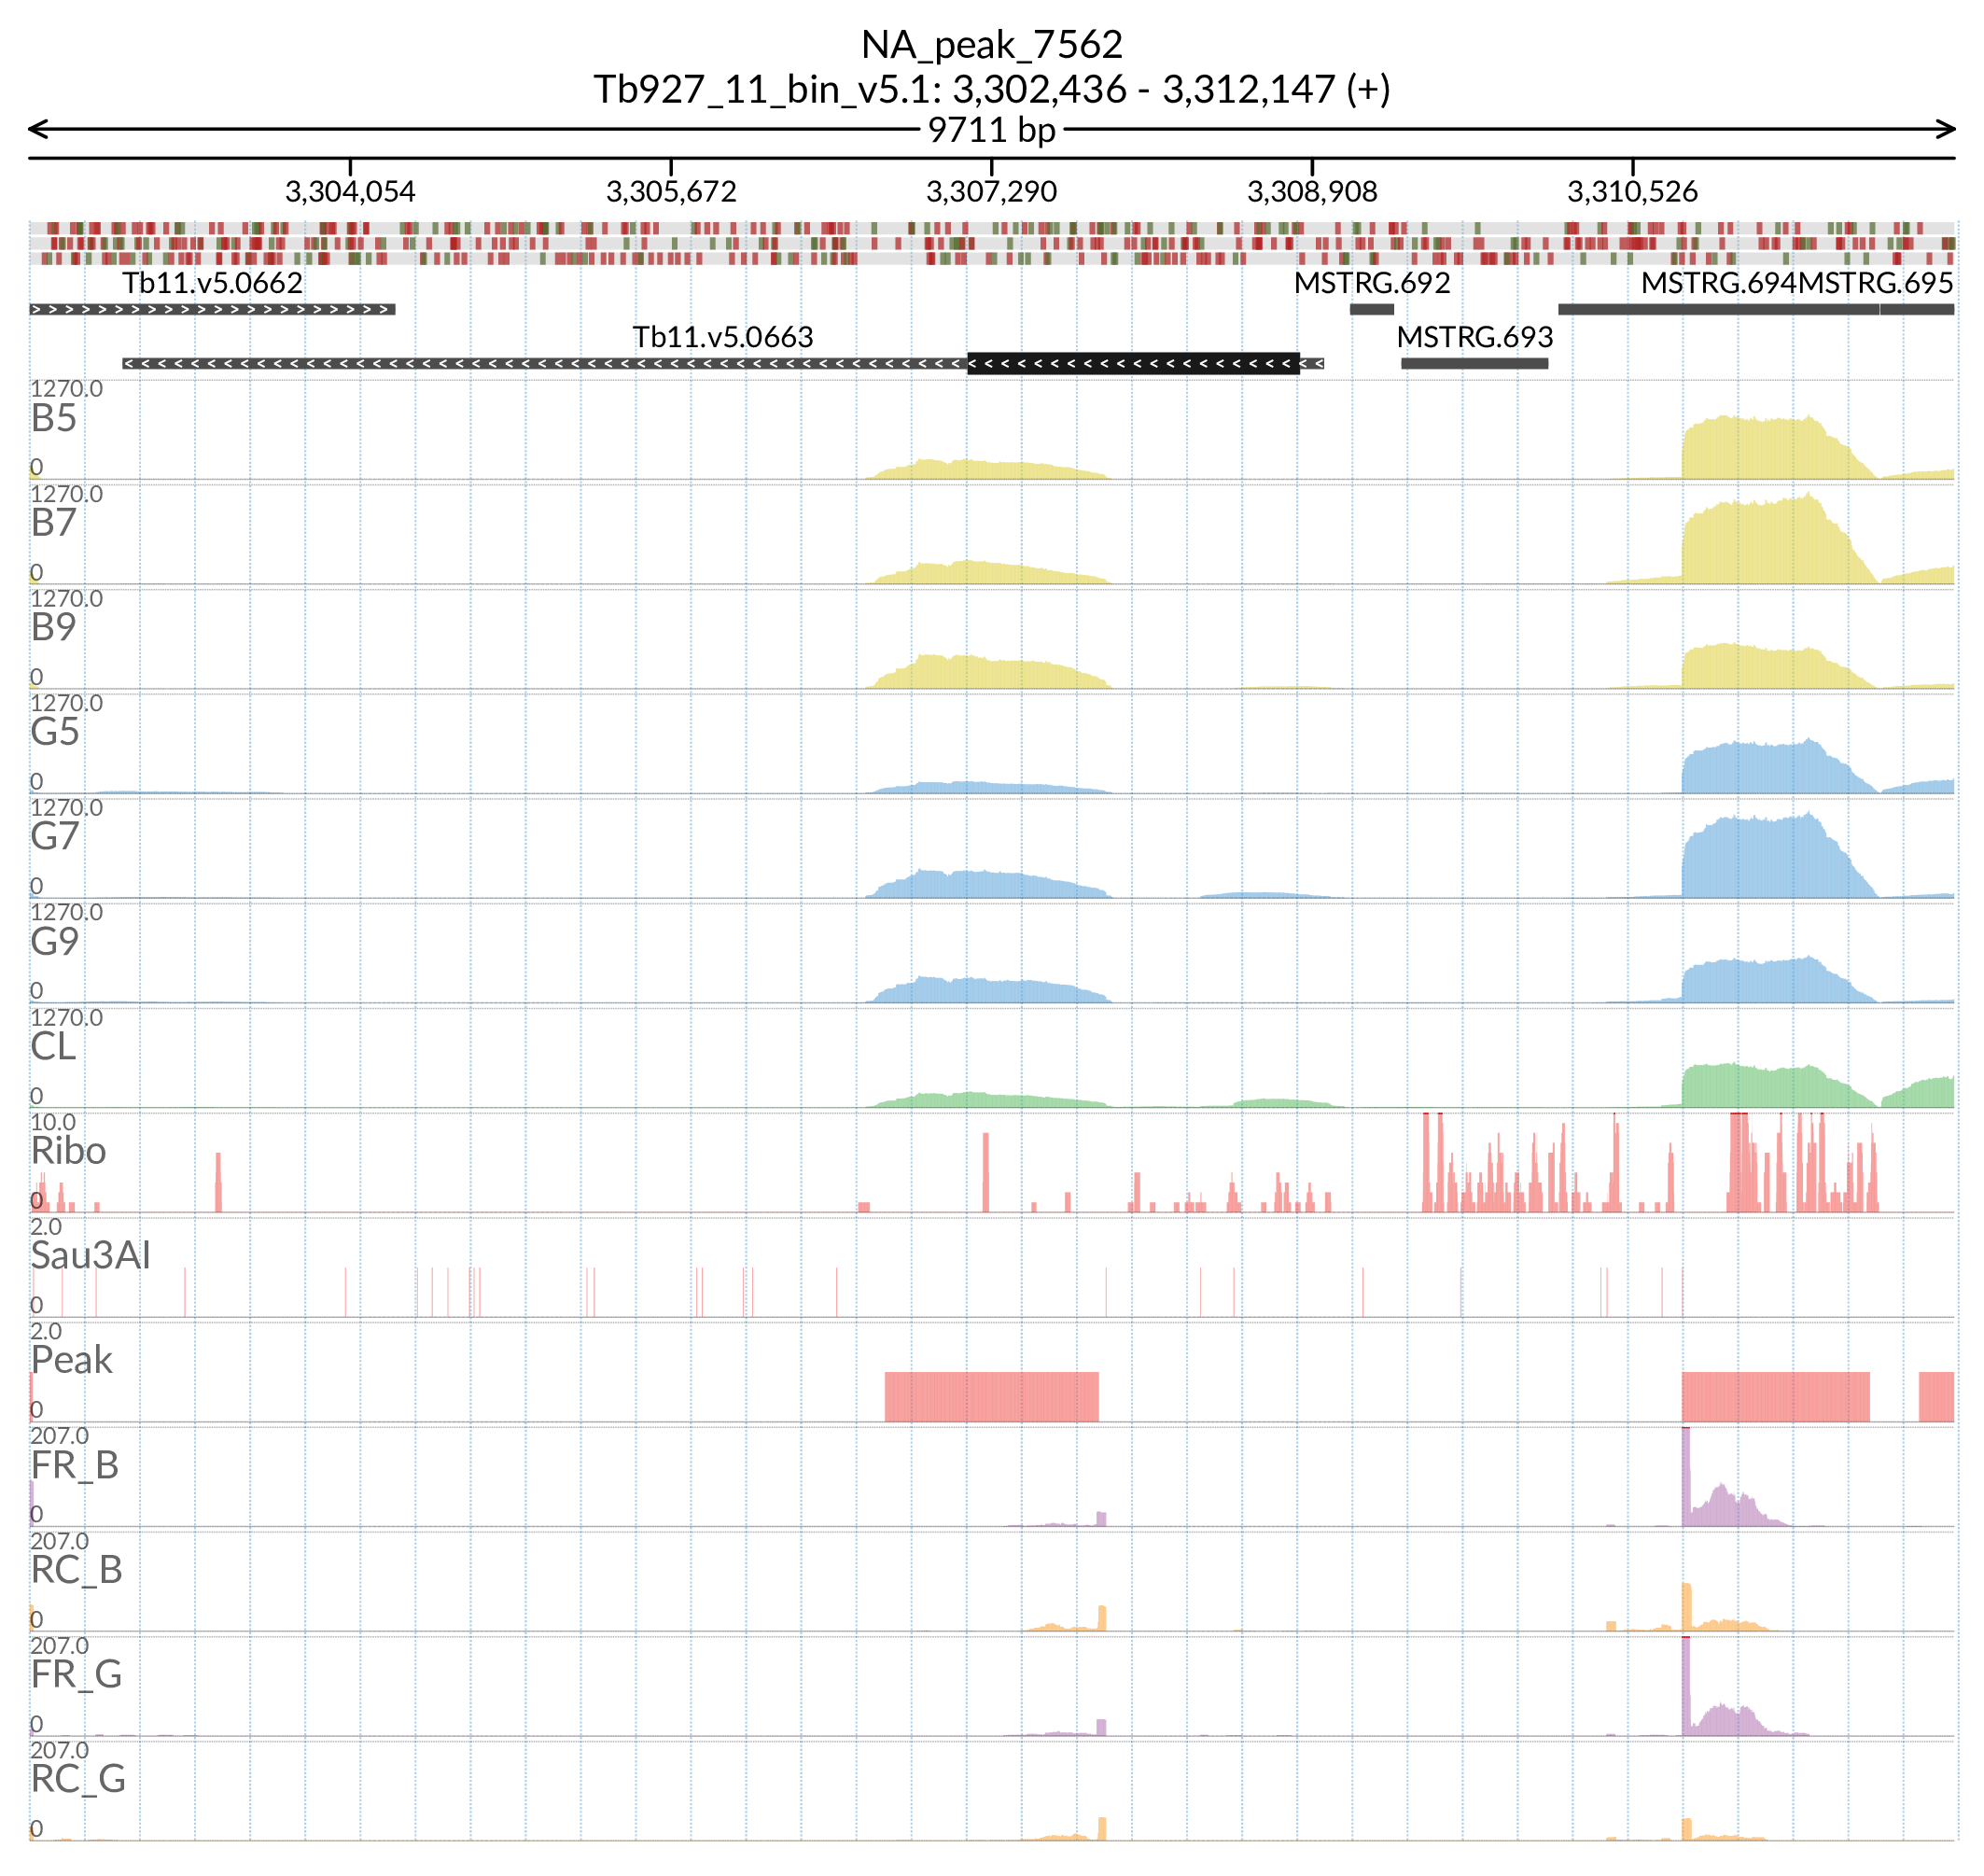 NA_peak_7562
Tb927_11_bin_v5.1: 3,302,436 - 3,312,147 (+)
9711 bp
3,304,054 3,305,672 3,307,290 3,308,908 3,310,526
Tb11.v5.0662 MSTRG.692 MSTRG.694MSTRG.695
Tb11.v5.0663 MSTRG.693
1270.0
B5
0
1270.0
B7
0
1270.0
B9
0
1270.0
G5
0
1270.0
G7
0
1270.0
G9
0
1270.0
CL
0
10.0
Ribo
0
2.0
Sau3AI
0
2.0
Peak
0
207.0
FR_B
0
207.0
RC_B
0
207.0
FR_G
0
207.0
RC_G
0